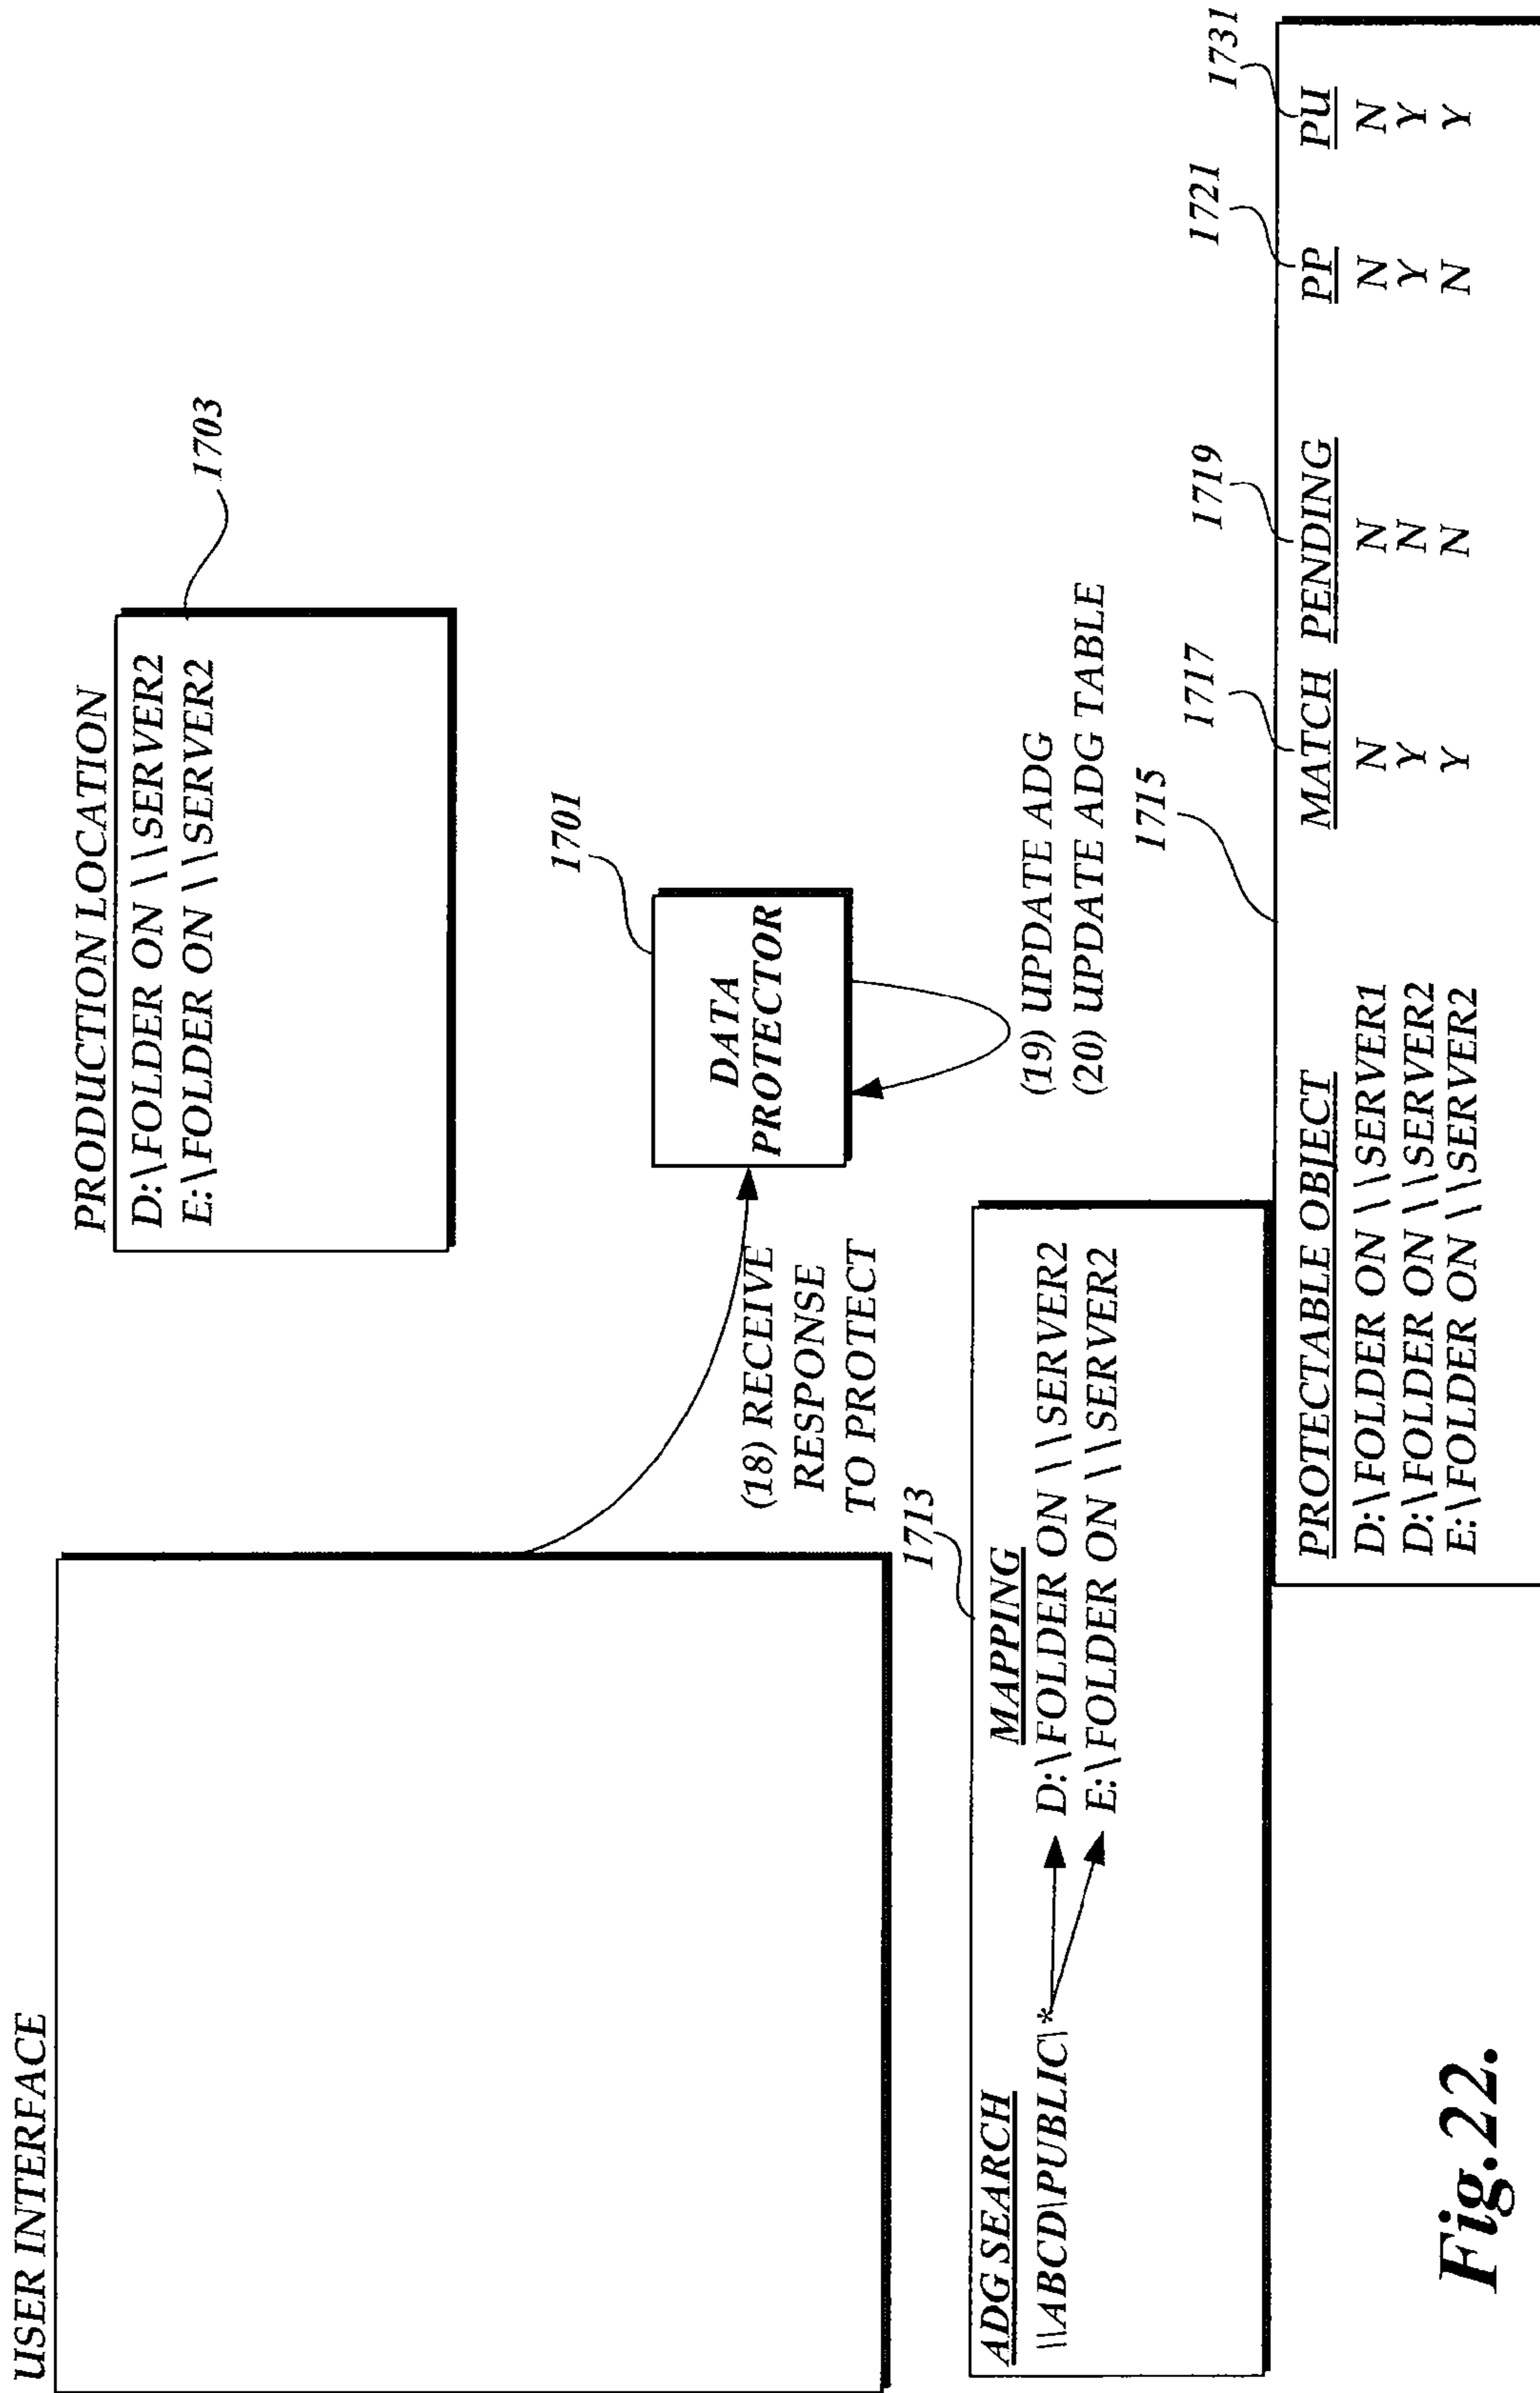 USER INTERFACE
PRODUCTION LOCATION
D:\FOLDER ON \\SERVER2
E:\FOLDER ON \\SERVER2
1703
1701
DATA
PROTECTOR
(18) RECEIVE
RESPONSE
TO PROTECT
(19) UPDATE ADG
(20) UPDATE ADG TABLE
1713
ADG SEARCH
MAPPING
\\ABCD\PUBLIC\*
D:\FOLDER ON \\SERVER2
E:\FOLDER ON \\SERVER2
1715
1717
1719
1721
1731
PROTECTABLE OBJECT MATCH PENDING PP PU
D:\FOLDER ON \\SERVER1 N N N N
D:\FOLDER ON \\SERVER2 Y N Y Y
E:\FOLDER ON \\SERVER2 Y N N Y
Fig.22.